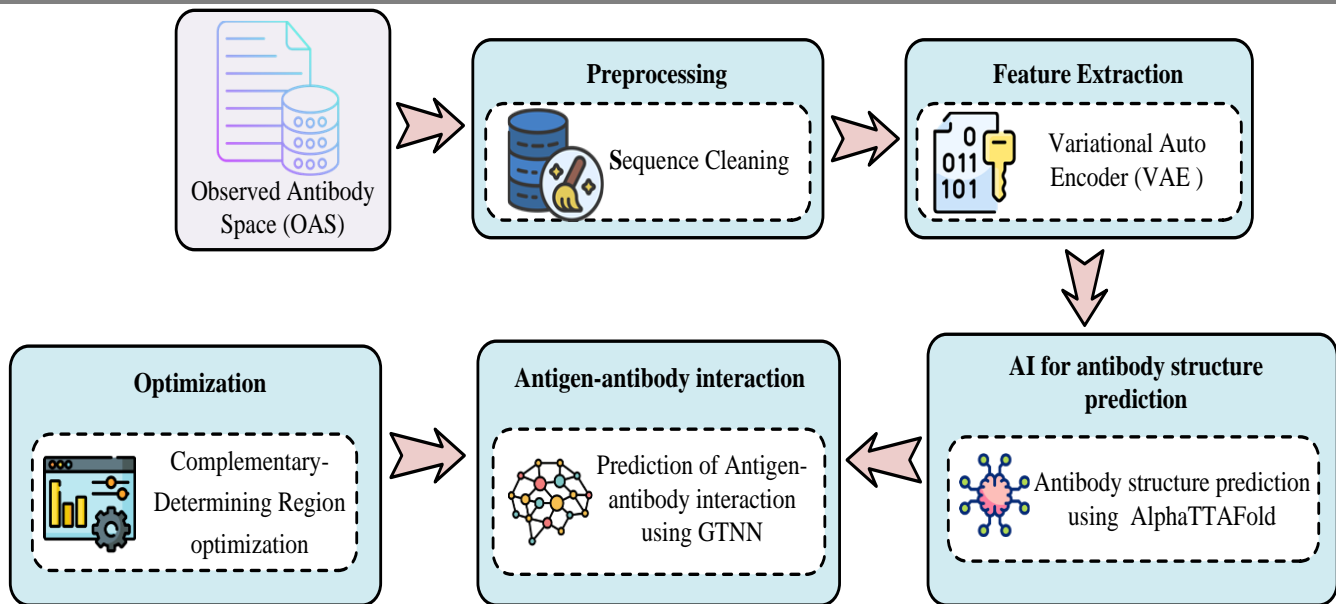 Observed Antibody
Space (OAS)
Preprocessing
Sequence Cleaning
Feature Extraction
0
011
101
Variational Auto
Encoder (VAE )
Optimization
Complementary-
Determining Region
optimization
Antigen-antibody interaction
Prediction of Antigen-
antibody interaction
using GTNN
AI for antibody structure
prediction
Antibody structure prediction
using AlphaTTAFold